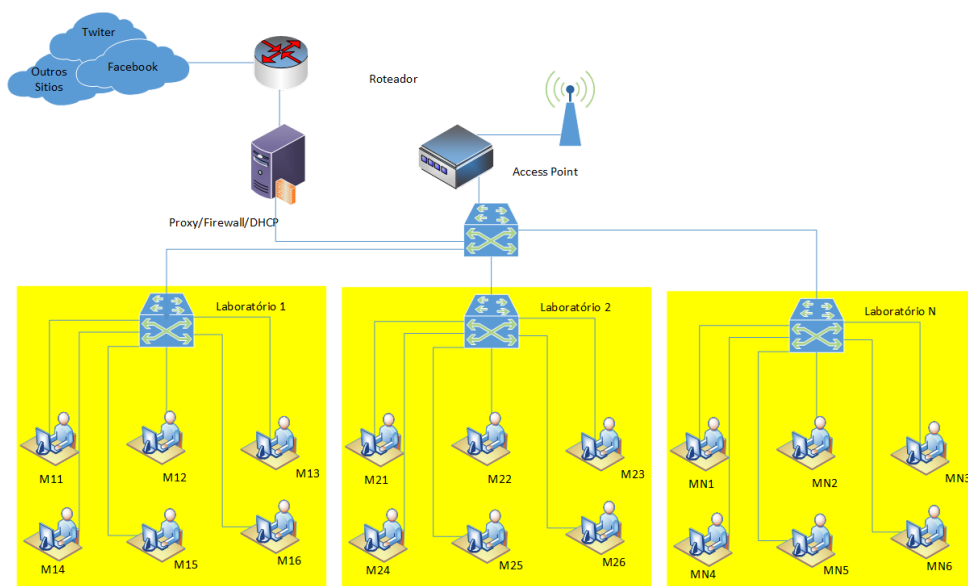 Twiter
Facebook
Outros
Sitios
Roteador
Access Point
Proxy/Firewall/DHCP
Laboratório 1
Laboratório 2
Laboratório N
M11
M12
M13
M14
M15
M16
M21
M22
M23
M24
M25
M26
MN1
MN2
MN3
MN4
MN5
MN6